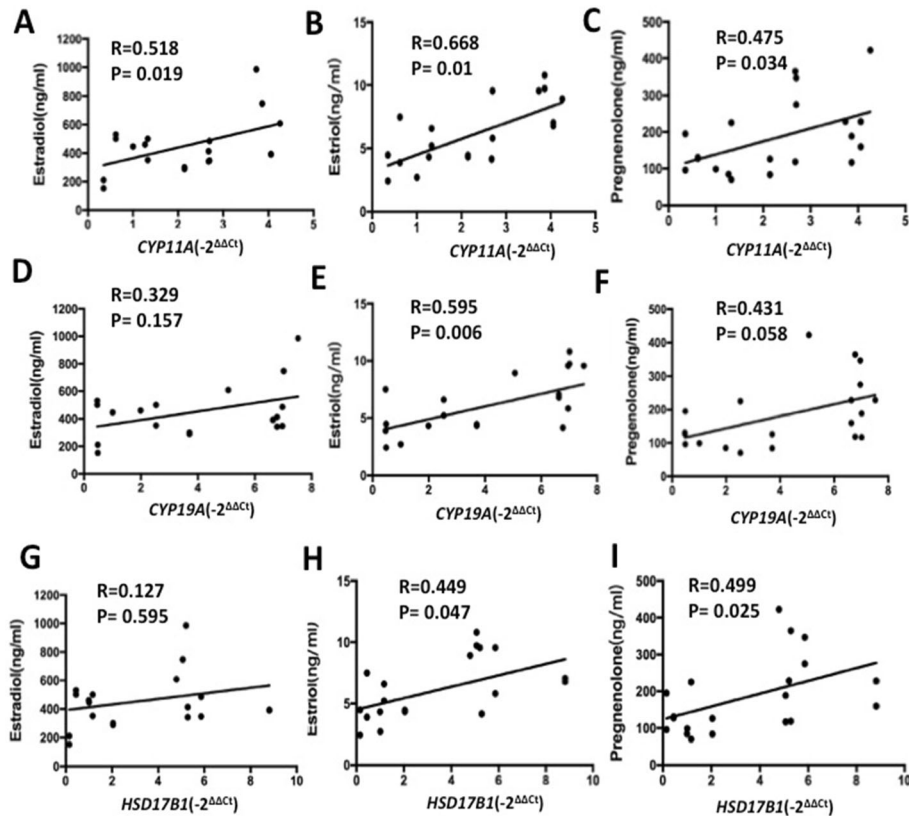 A
R=0.518
P= 0.019
Estradiol(ng/ml)
1200
1000
800
600
400
200
0
0 1 2 3 4 5
CYP11A(-2ΔΔCt)
B
R=0.668
P= 0.01
Estriol(ng/ml)
15
10
5
0
0 1 2 3 4 5
CYP11A(-2ΔΔCt)
C
R=0.475
P= 0.034
Pregnenolone(ng/ml)
500
400
300
200
100
0
0 1 2 3 4 5
CYP11A(-2ΔΔCt)
D
R=0.329
P= 0.157
Estradiol(ng/ml)
1200
1000
800
600
400
200
0
0 2 4 6 8
CYP19A(-2ΔΔCt)
E
R=0.595
P= 0.006
Estriol(ng/ml)
15
10
5
0
0 2 4 6 8
CYP19A(-2ΔΔCt)
F
R=0.431
P= 0.058
Pregenolone(ng/ml)
500
400
300
200
100
0
0 2 4 6 8
CYP19A(-2ΔΔCt)
G
R=0.127
P= 0.595
Estradiol(ng/ml)
1200
1000
800
600
400
200
0
0 2 4 6 8 10
HSD17B1(-2ΔΔCt)
H
R=0.449
P= 0.047
Estriol(ng/ml)
15
10
5
0
0 2 4 6 8 10
HSD17B1(-2ΔΔCt)
I
R=0.499
P= 0.025
Pregnenolone(ng/ml)
500
400
300
200
100
0
0 2 4 6 8 10
HSD17B1(-2ΔΔCt)